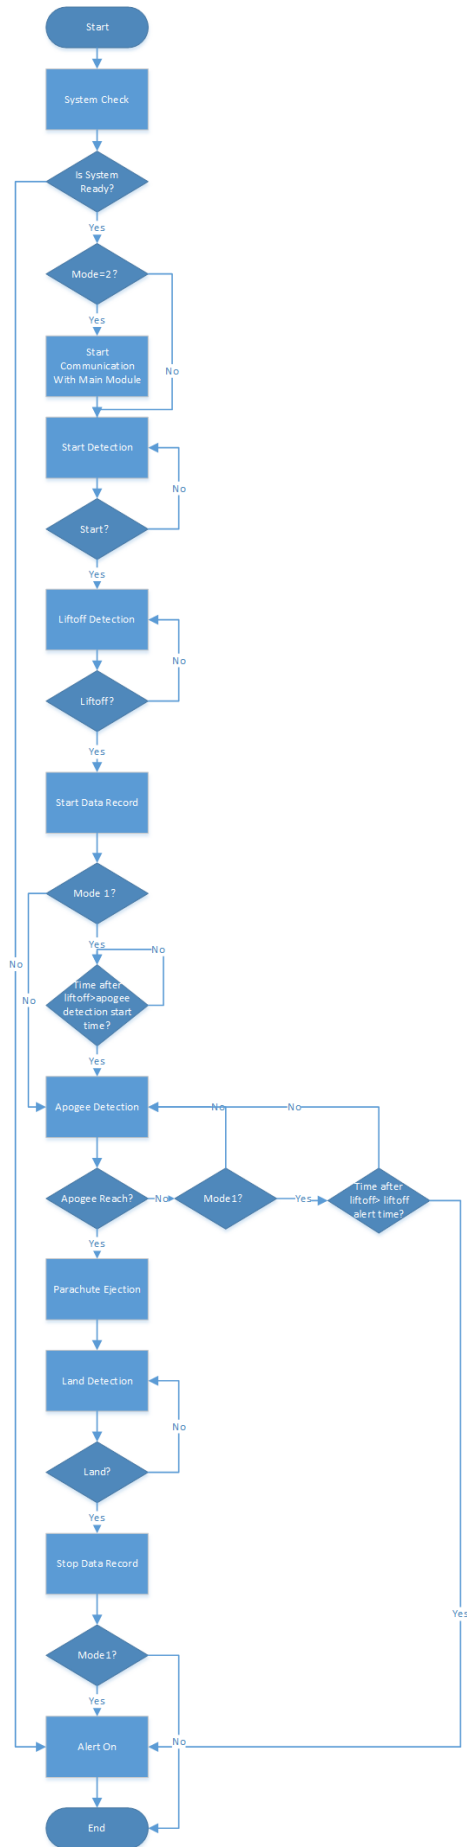 Start
System Check
Is System
Ready?
Yes
Mode=2?
Yes
Start
Communication
With Main Module
No
Start Detection
No
Start?
Yes
Liftoff Detection
No
Liftoff?
Yes
Start Data Record
Mode 1?
Yes
No
No
No
Time after
liftoff>apogee
detection start
time?
Yes
Apogee Detection
No
No
Apogee Reach?
No
Mode1?
Yes
Time after
liftoff> liftoff
alert time?
Yes
Parachute Ejection
Land Detection
No
Land?
Yes
Stop Data Record
Yes
Mode1?
Yes
No
Alert On
End